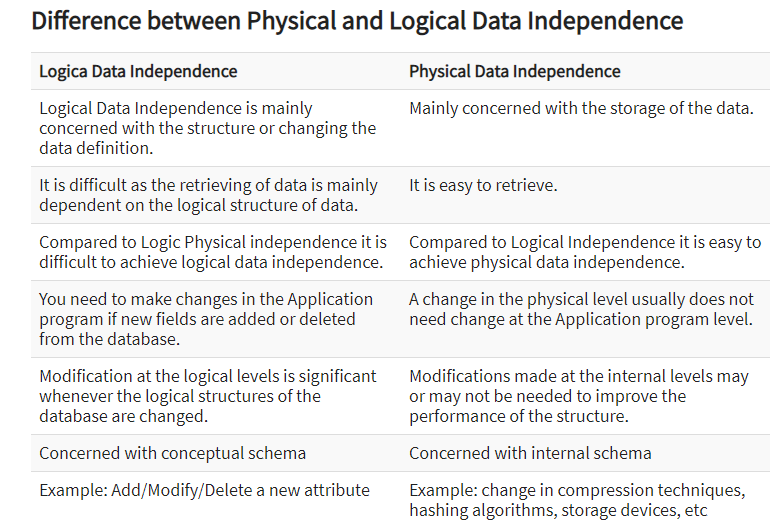 Difference between Physical and Logical Data Independence
Logica Data Independence
Physical Data Independence
Logical Data Independence is mainly
concerned with the structure or changing the
data definition.
Mainly concerned with the storage of the data.
It is difficult as the retrieving of data is mainly
dependent on the logical structure of data.
It is easy to retrieve.
Compared to Logic Physical independence it is
difficult to achieve logical data independence.
Compared to Logical Independence it is easy to
achieve physical data independence.
You need to make changes in the Application
program if new fields are added or deleted
from the database.
A change in the physical level usually does not
need change at the Application program level.
Modification at the logical levels is significant
whenever the logical structures of the
database are changed.
Modifications made at the internal levels may
or may not be needed to improve the
performance of the structure.
Concerned with conceptual schema
Concerned with internal schema
Example: Add/Modify/Delete a new attribute
Example: change in compression techniques,
hashing algorithms, storage devices, etc